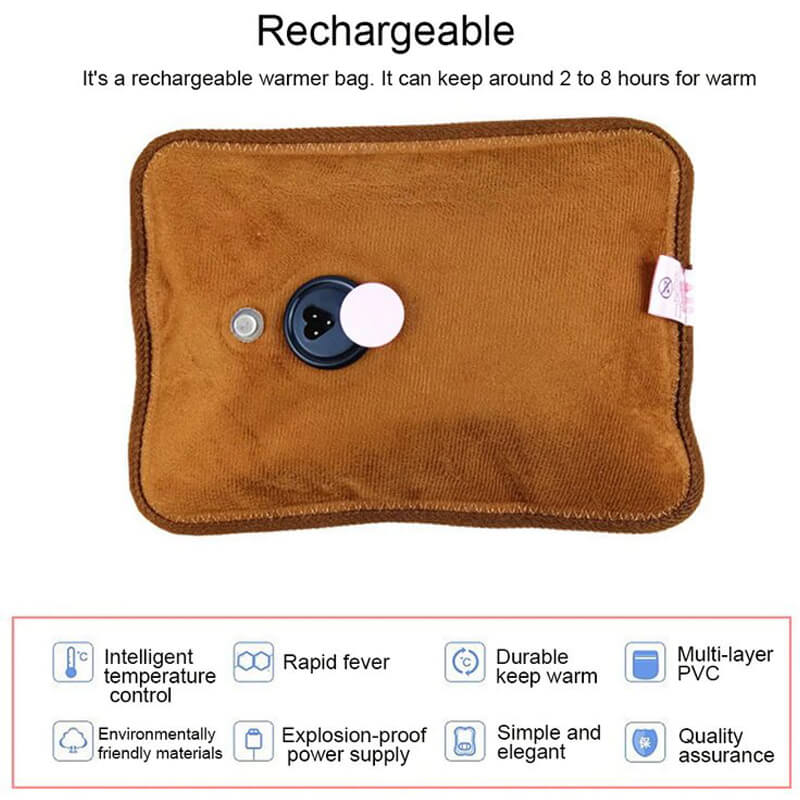 Rechargeable
It's a rechargeable warmer bag. It can keep around 2 to 8 hours for warm
Intelligent
temperature
control
Rapid fever
Durable
keep warm
Multi-layer
PVC
Environmentally
friendly materials
Explosion-proof
power supply
Simple and
elegant
保
Quality
assurance
°C
°C